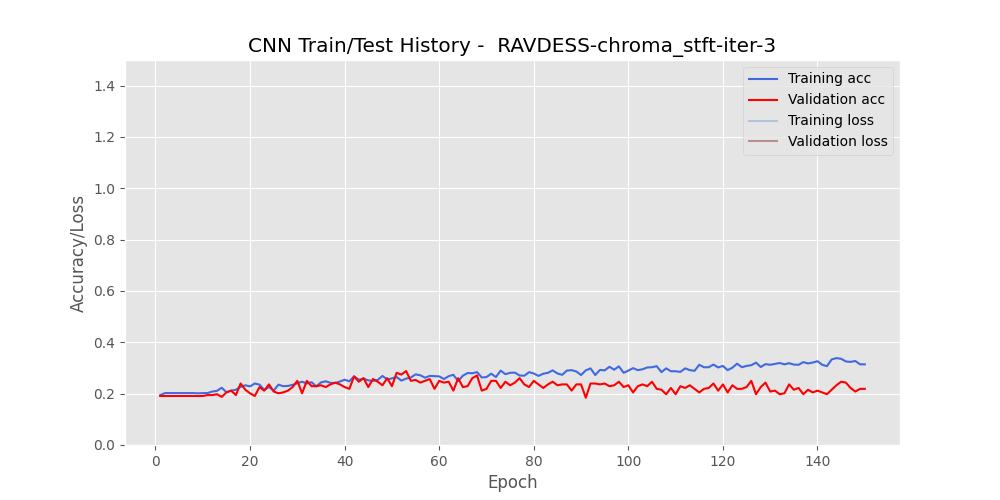 CNN Train/Test History -  RAVDESS-chroma_stft-iter-3
Training acc
Validation acc
Training loss
Validation loss
Accuracy/Loss
1.4
1.2
1.0
0.8
0.6
0.4
0.2
0.0
0 20 40 60 80 100 120 140
Epoch